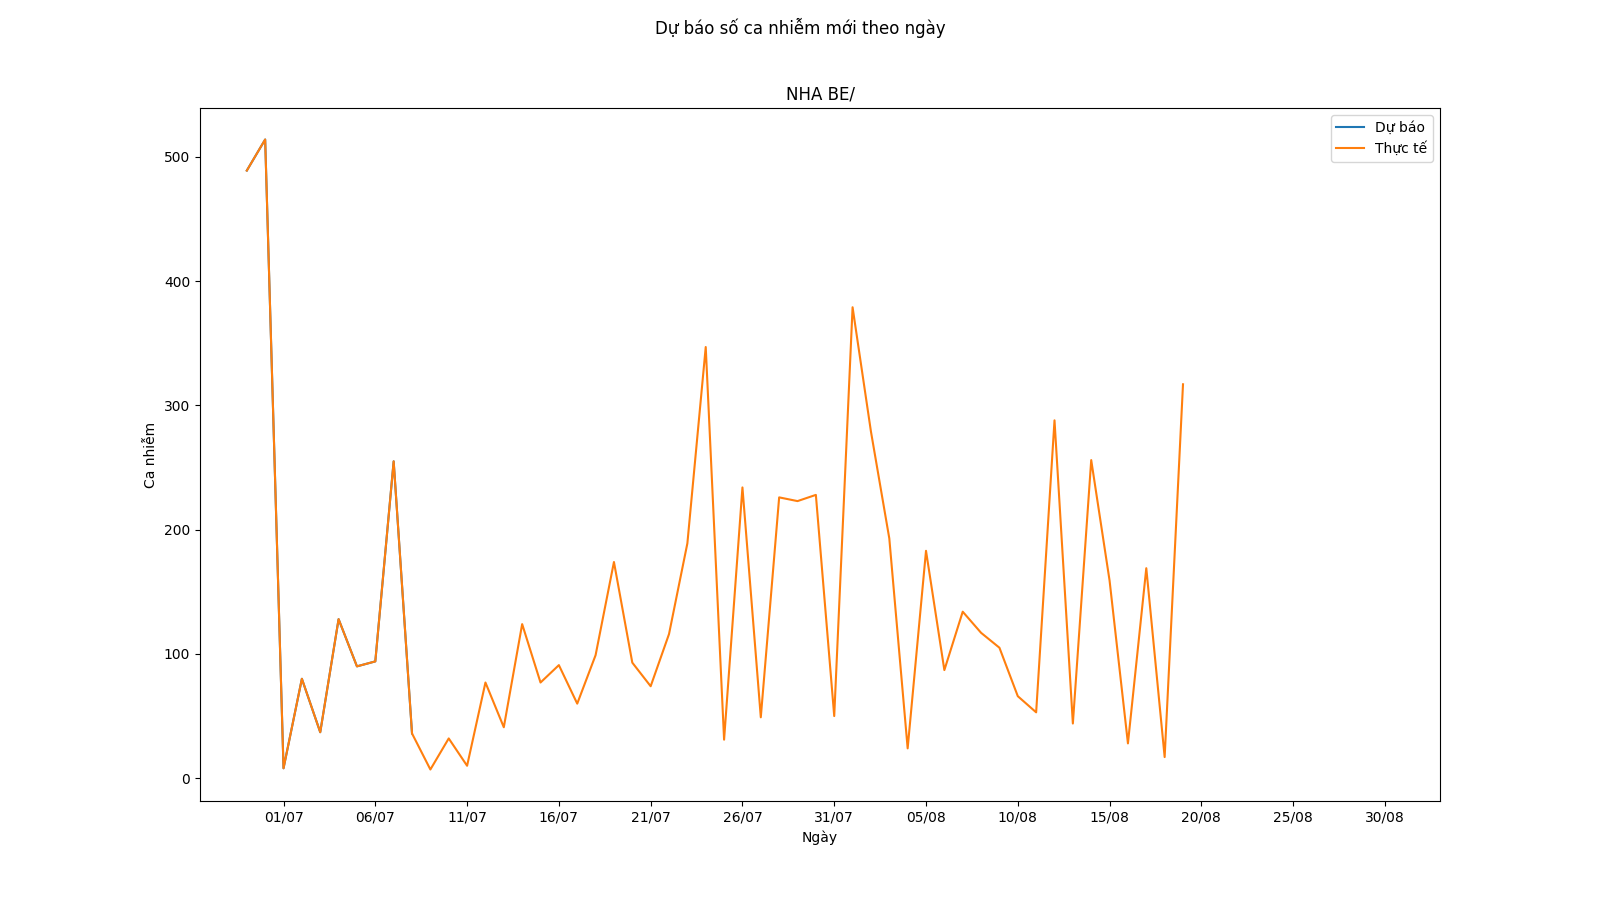 Dự báo số ca nhiễm mới theo ngày
NHA BE/
Dự báo
Thực tế
500
400
300
200
100
0
Ca nhiễm
01/07 06/07 11/07 16/07 21/07 26/07 31/07 05/08 10/08 15/08 20/08 25/08 30/08
Ngày